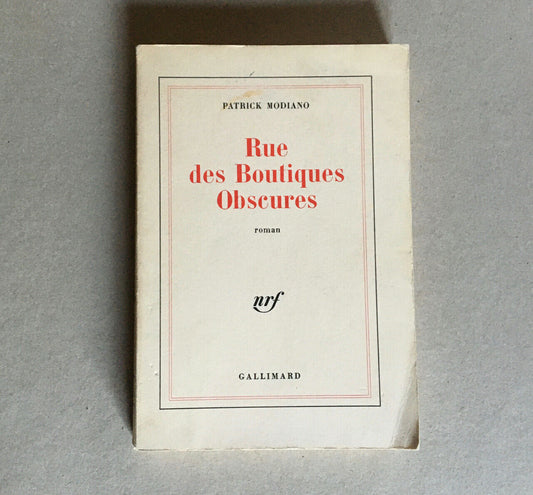 PATRICK MODIANO
Rue
des Boutiques
Obscures
roman
nrf
GALLIMARD